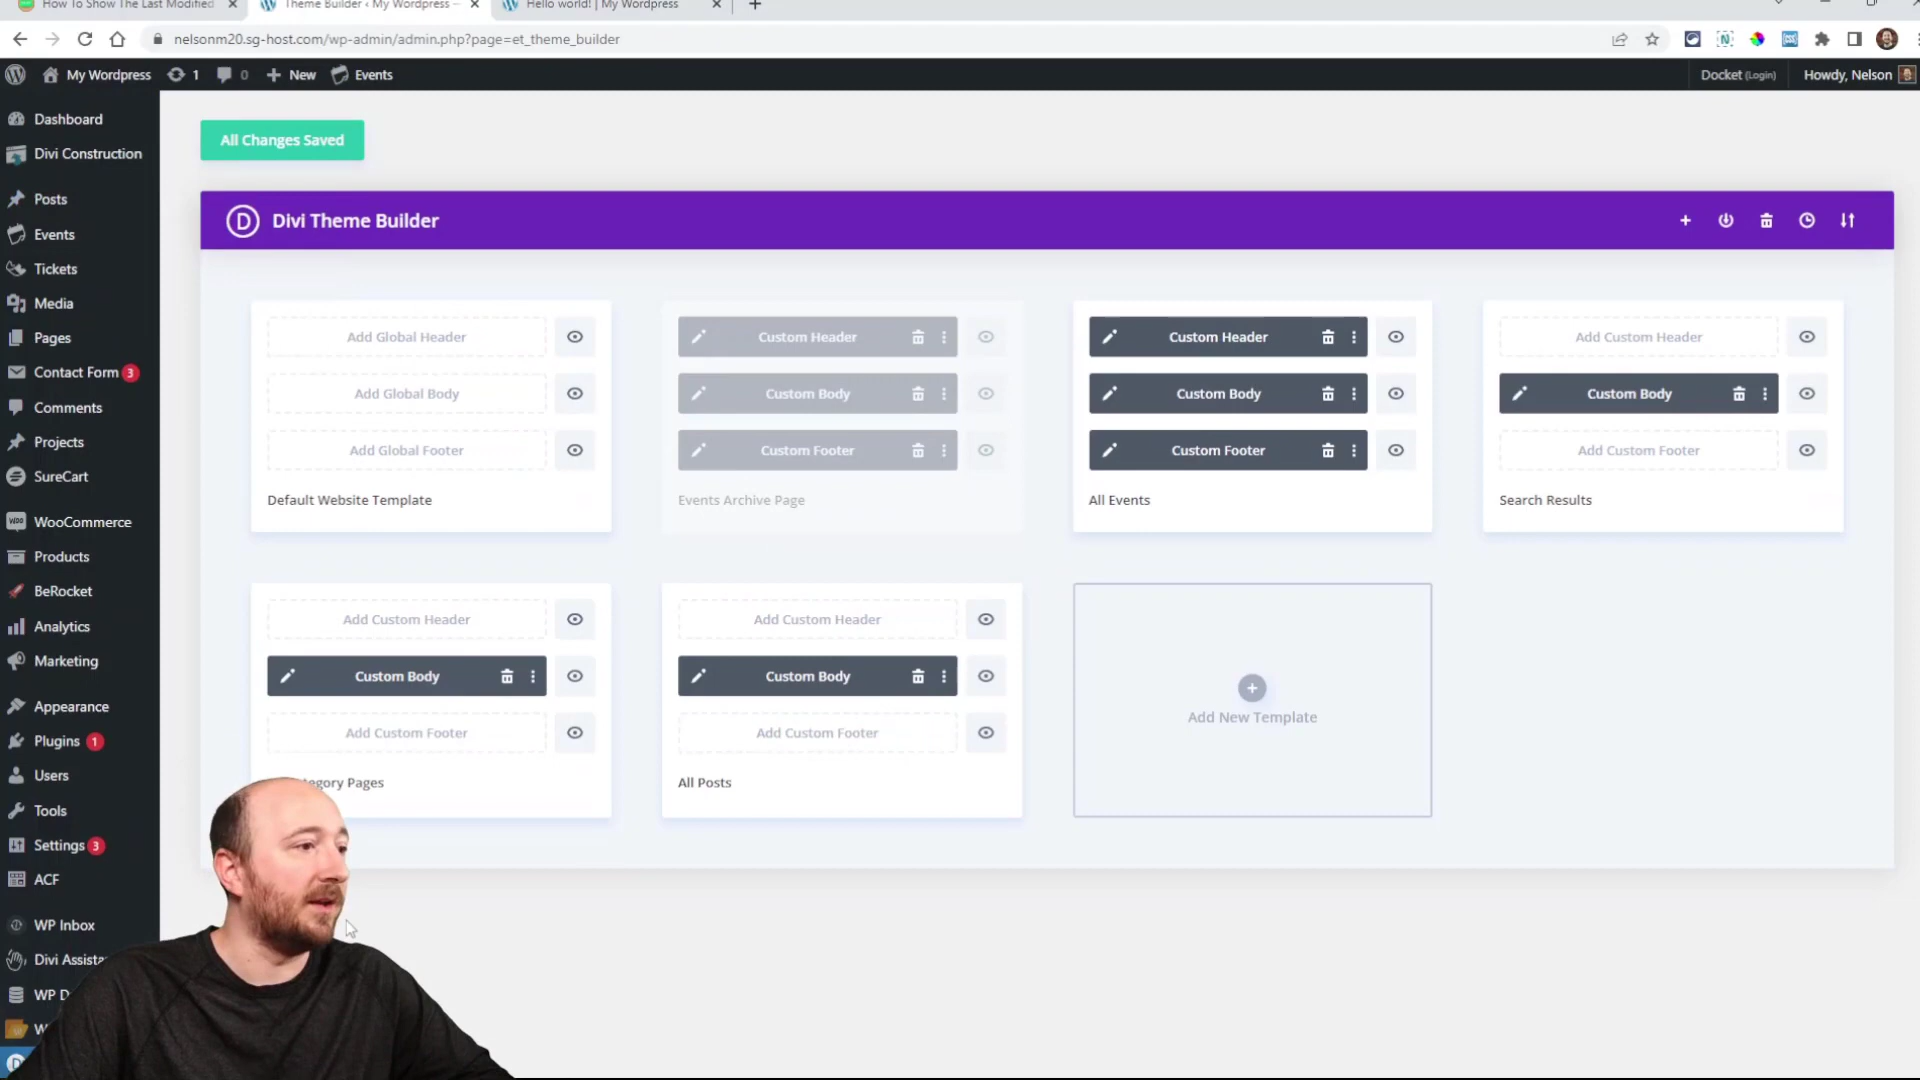 How To Show The Last Modified
Theme Builder ‹ My Wordpress —
Hello world! | My Wordpress
nelsonm20.sg-host.com/wp-admin/admin.php?page=et_theme_builder
My Wordpress 1 0 New Events Docket (Login) Howdy, Nelson
Dashboard
Divi Construction
Posts
Events
Tickets
Media
Pages
Contact Form 3
Comments
Projects
SureCart
WooCommerce
Products
BeRocket
Analytics
Marketing
Appearance
Plugins 1
Users
Tools
Settings 3
ACF
WP Inbox
Divi Assista
WP D
All Changes Saved
D Divi Theme Builder
Add Global Header
Add Global Body
Add Global Footer
Default Website Template
Custom Header
Custom Body
Custom Footer
Events Archive Page
Custom Header
Custom Body
Custom Footer
All Events
Add Custom Header
Custom Body
Add Custom Footer
Search Results
Add Custom Header
Custom Body
Add Custom Footer
egory Pages
Add Custom Header
Custom Body
Add Custom Footer
All Posts
Add New Template